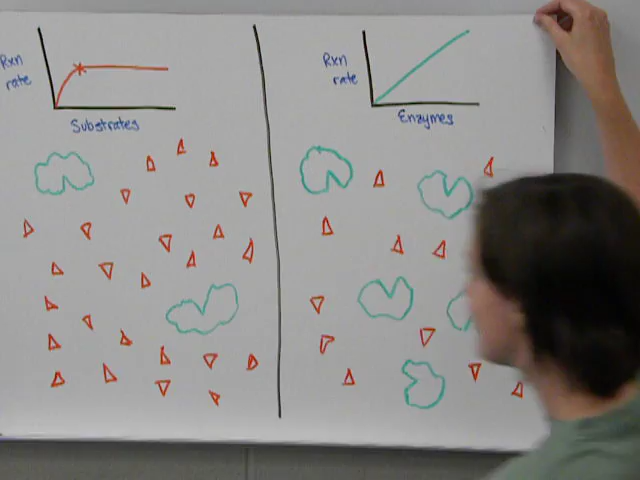 Rxn
rate
Substrates
Rxn
rate
Enzymes